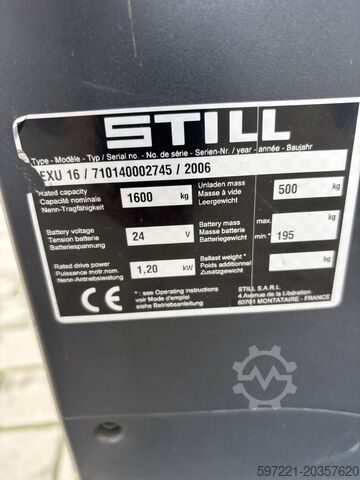 STILL
Type - Modèle - Typ / Serial no. - No. de série - Serien-Nr. / year - année - Baujahr
EXU 16 / 710140002745 / 2006
Rated capacity
Capacité nominale
Nenn-Tragfähigkeit
1600 kg
Unladen mass
Masse à vide
Leergewicht
500 kg
Battery voltage
Tension batterie
Batteriespannung
24 V
Battery mass
Masse batterie
Batteriegewicht
max. kg
min.* 195
Rated drive power
Puissance motr. nom.
Nenn-Antriebsleistung
1,20 kW
Ballast weight *
Poids additionnel
Zusatzgewicht
kg
CE
* : see Operating instructions
voir Mode d'emploi
siehe Betriebsanleitung
STILL S.A.R.L
4 Avenue de la Libération
60761 MONTATAIRE - FRANCE
597221-20357620